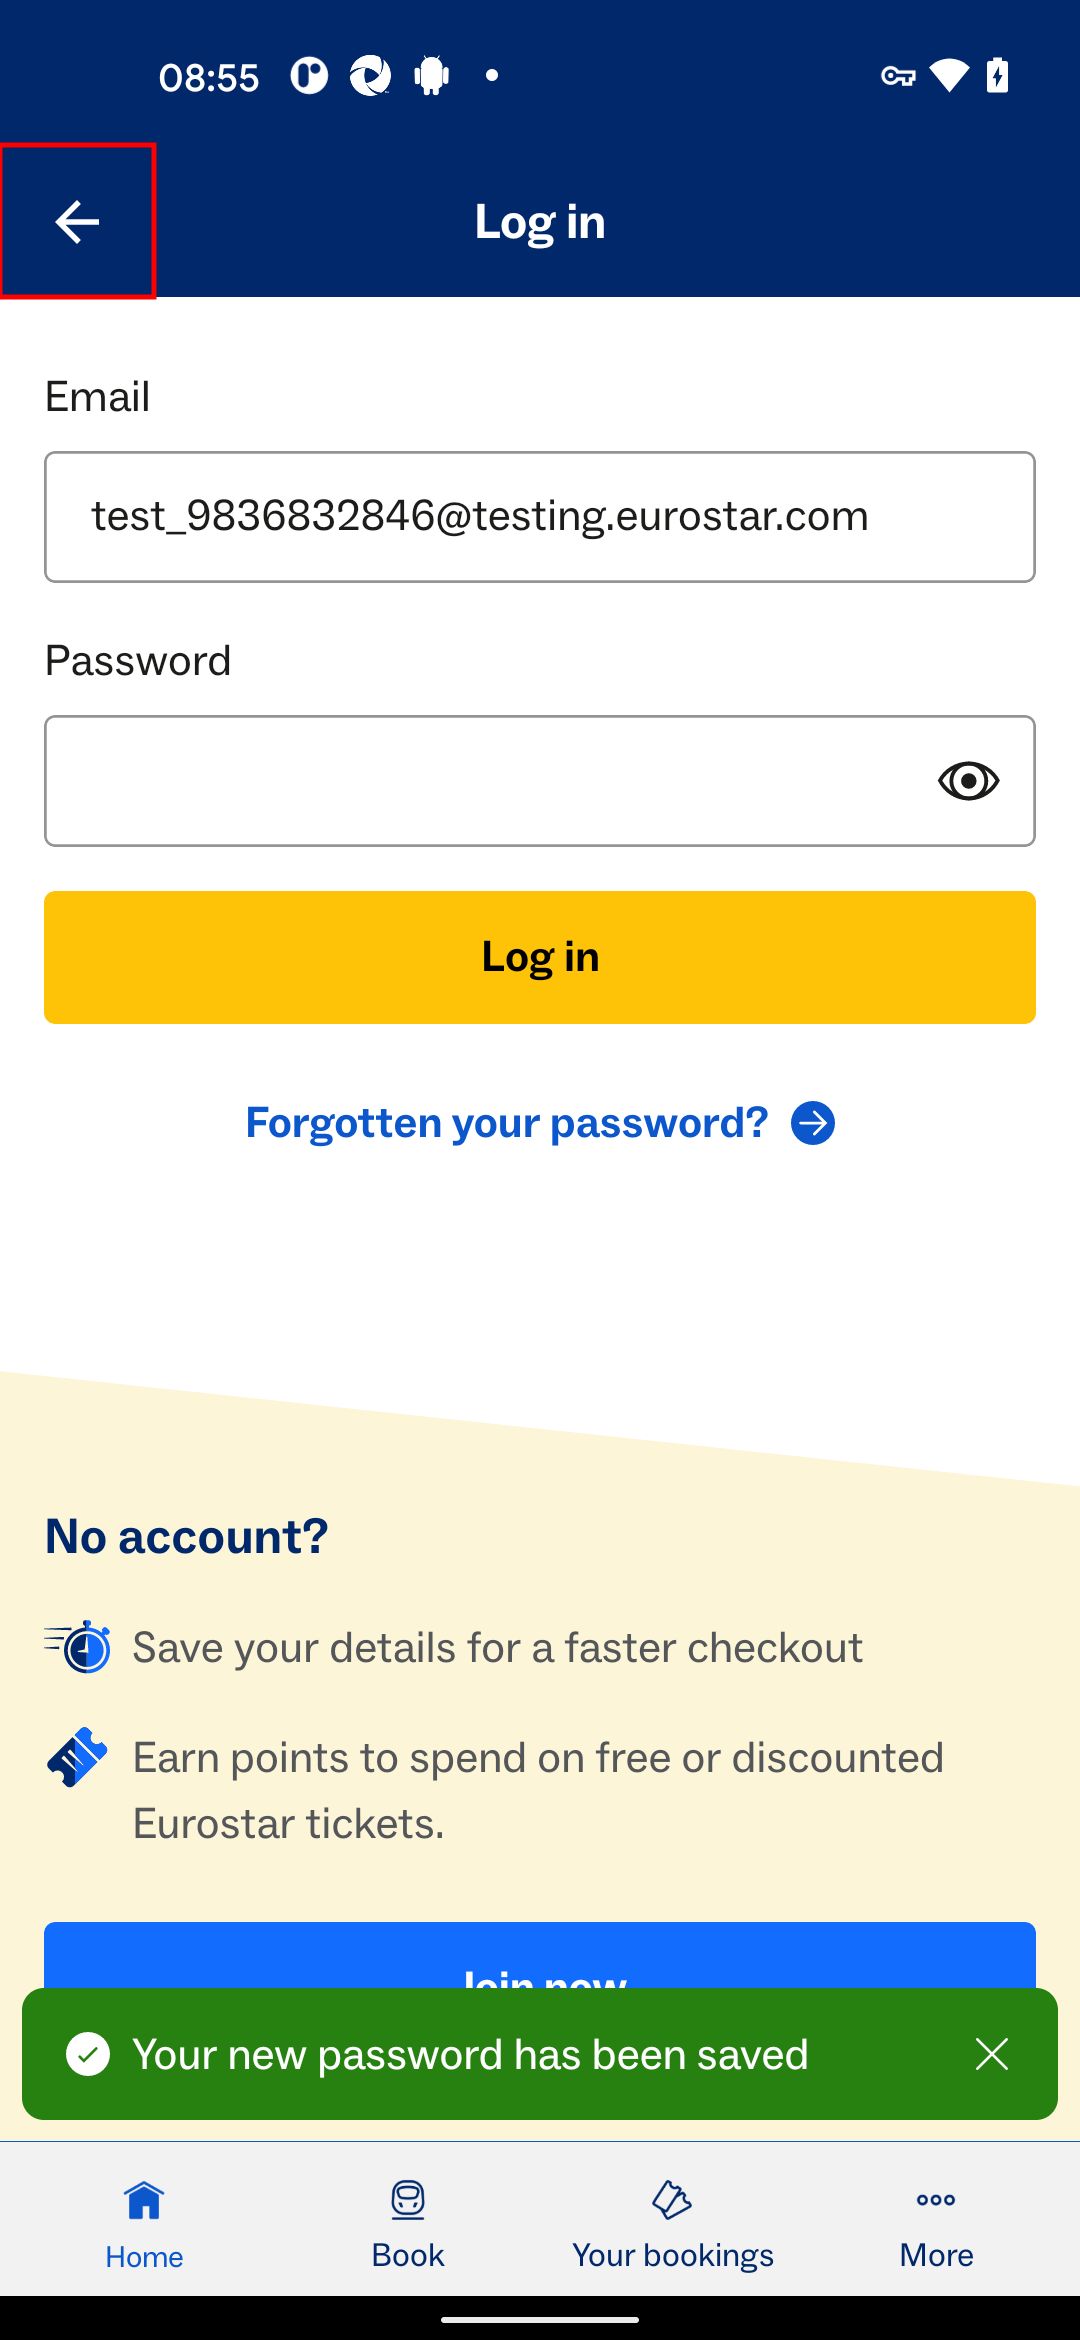 08:55
Log in
Email
test_9836832846@testing.eurostar.com
Password
Log in
Forgotten your password?
No account?
Save your details for a faster checkout
Earn points to spend on free or discounted
Eurostar tickets.
Join now
Your new password has been saved
Home
Book
Your bookings
More